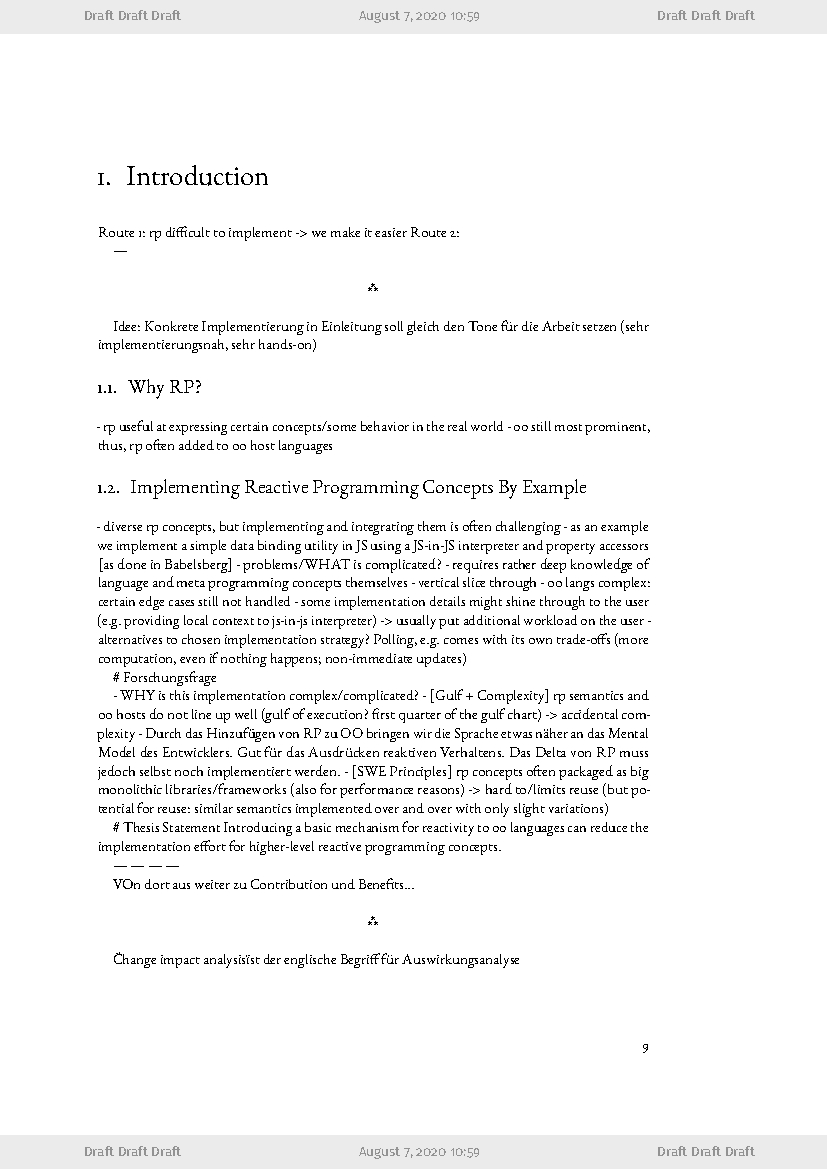 Draft Draft Draft August 7, 2020 10:59 Draft Draft Draft
1. Introduction
Route 1: rp difficult to implement -> we make it easier Route 2:
—
⁂
Idee: Konkrete Implementierung in Einleitung soll gleich den Tone für die Arbeit setzen (sehr
implementierungsnah, sehr hands-on)
1.1. Why RP?
- rp useful at expressing certain concepts/some behavior in the real world - oo still most prominent,
thus, rp often added to oo host languages
1.2. Implementing Reactive Programming Concepts By Example
- diverse rp concepts, but implementing and integrating them is often challenging - as an example
we implement a simple data binding utility in JS using a JS-in-JS interpreter and property accessors
[as done in Babelsberg] - problems/WHAT is complicated? - requires rather deep knowledge of
language and meta programming concepts themselves - vertical slice through - oo langs complex:
certain edge cases still not handled - some implementation details might shine through to the user
(e.g. providing local context to js-in-js interpreter) -> usually put additional workload on the user -
alternatives to chosen implementation strategy? Polling, e.g. comes with its own trade-offs (more
computation, even if nothing happens; non-immediate updates)
# Forschungsfrage
- WHY is this implementation complex/complicated? - [Gulf + Complexity] rp semantics and
oo hosts do not line up well (gulf of execution? first quarter of the gulf chart) -> accidental com-
plexity - Durch das Hinzufügen von RP zu OO bringen wir die Sprache etwas näher an das Mental
Model des Entwicklers. Gut für das Ausdrücken reaktiven Verhaltens. Das Delta von RP muss
jedoch selbst noch implementiert werden. - [SWE Principles] rp concepts often packaged as big
monolithic libraries/frameworks (also for performance reasons) -> hard to/limits reuse (but po-
tential for reuse: similar semantics implemented over and over with only slight variations)
# Thesis Statement Introducing a basic mechanism for reactivity to oo languages can reduce the
implementation effort for higher-level reactive programming concepts.
— — — —
VOn dort aus weiter zu Contribution und Benefits...
⁂
C̈hange impact analysisïst der englische Begriff für Auswirkungsanalyse
9
Draft Draft Draft August 7, 2020 10:59 Draft Draft Draft